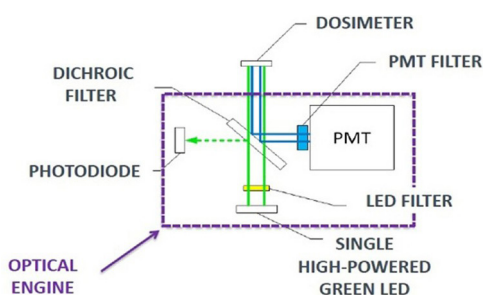 DOSIMETER
PMT FILTER
DICHROIC
FILTER
PMT
PHOTODIODE
LED FILTER
SINGLE
HIGH-POWERED
GREEN LED
OPTICAL
ENGINE